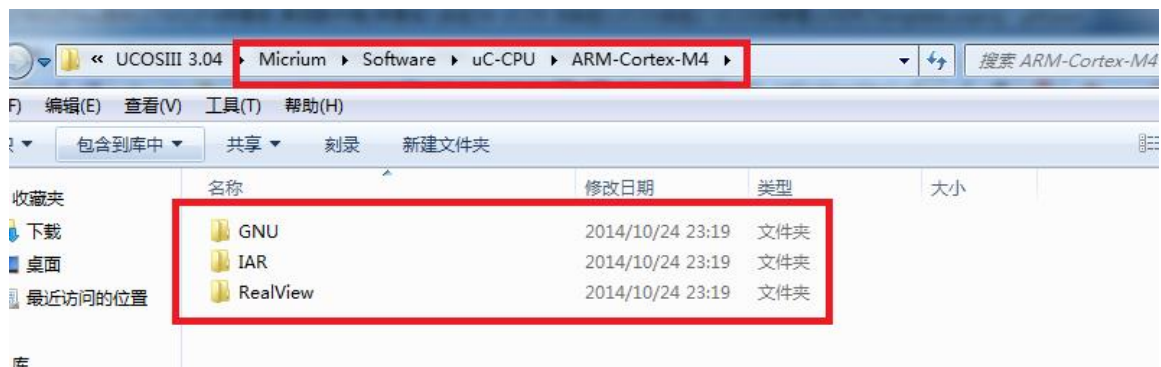 « UCOSIII 3.04 ▸ Micrium ▸ Software ▸ uC-CPU ▸ ARM-Cortex-M4 ▸ 搜索 ARM-Cortex-M4
F) 编辑(E) 查看(V) 工具(T) 帮助(H)
包含到库中 共享 刻录 新建文件夹
收藏夹 名称 修改日期 类型 大小
下载 GNU 2014/10/24 23:19 文件夹
桌面 IAR 2014/10/24 23:19 文件夹
最近访问的位置 RealView 2014/10/24 23:19 文件夹
库